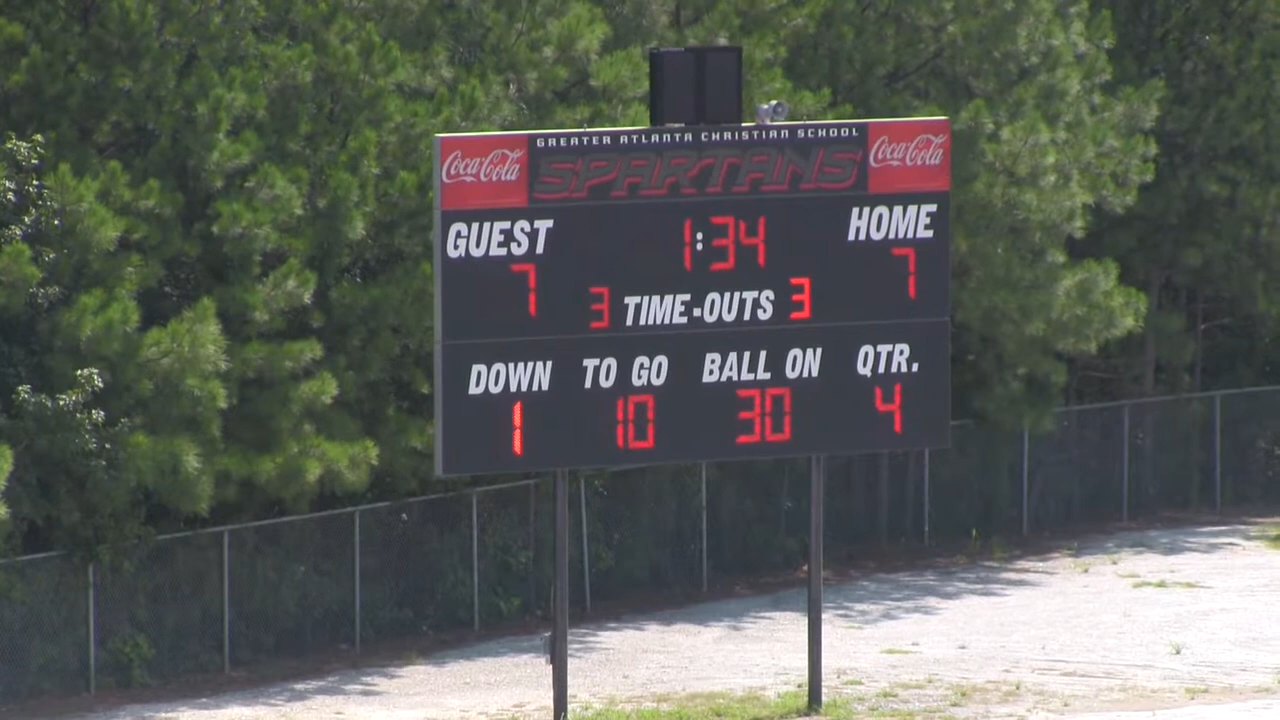 GREATER ATLANTA CHRISTIAN SCHOOL
Coca-Cola SPARTANS Coca-Cola
GUEST 1:34 HOME
7 3 TIME-OUTS 3 7
DOWN TO GO BALL ON QTR.
1 10 30 4